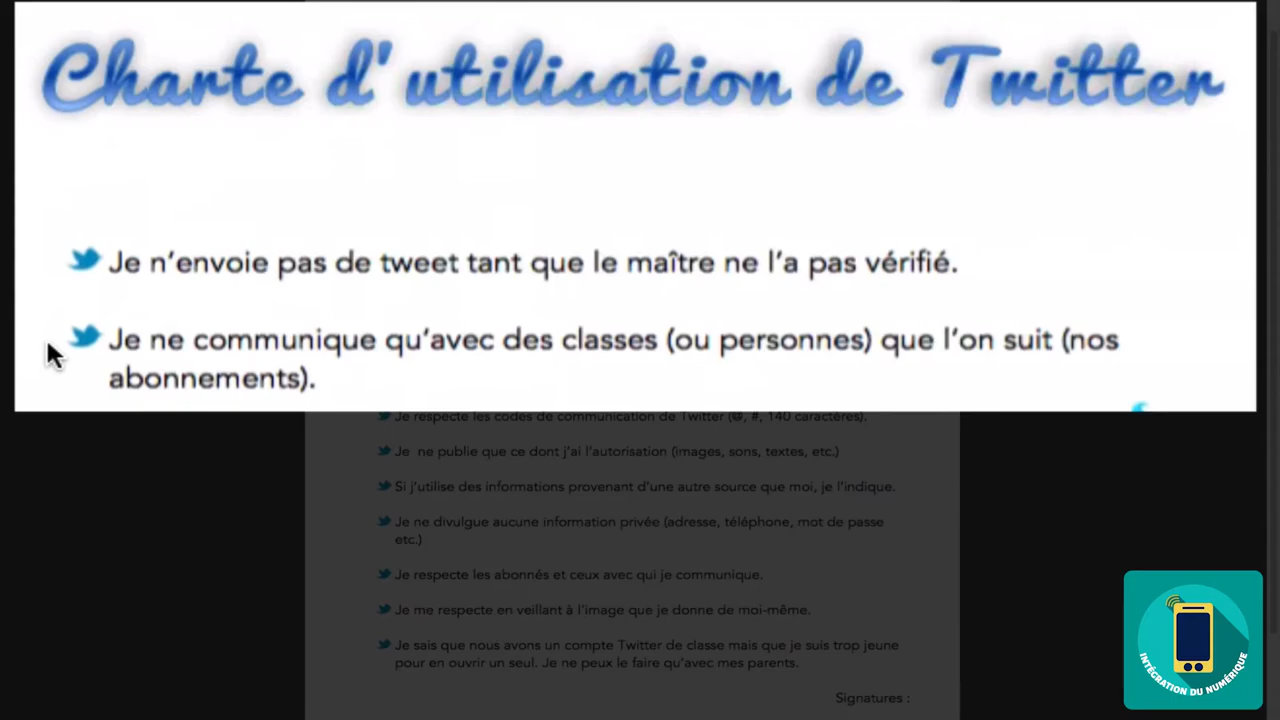 Charte d'utilisation de Twitter
Je n'envoie pas de tweet tant que le maître ne l'a pas vérifié.
Je ne communique qu'avec des classes (ou personnes) que l'on suit (nos
abonnements).
Je respecte les codes de communication de Twitter (@, #, 140 caractères).
Je ne publie que ce dont j'ai l'autorisation (images, sons, textes, etc.)
Si j'utilise des informations provenant d'une autre source que moi, je l'indique.
Je ne divulgue aucune information privée (adresse, téléphone, mot de passe
etc.)
Je respecte les abonnés et ceux avec qui je communique.
Je me respecte en veillant à l'image que je donne de moi-même.
Je sais que nous avons un compte Twitter de classe mais que je suis trop jeune
pour en ouvrir un seul. Je ne peux le faire qu'avec mes parents.
Signatures :
INTÉGRATION DU NUMÉRIQUE